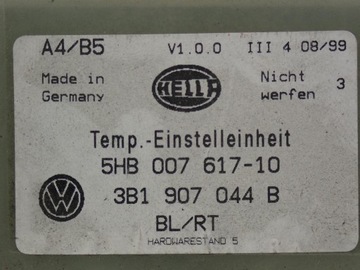 A4/B5 V1.0.0 III 4 08/99
Made in Germany
HELLA
Nicht werfen 3
Temp.-Einstelleinheit
5HB 007 617-10
3B1 907 044 B
BL/RT
HARDWARESTAND 5